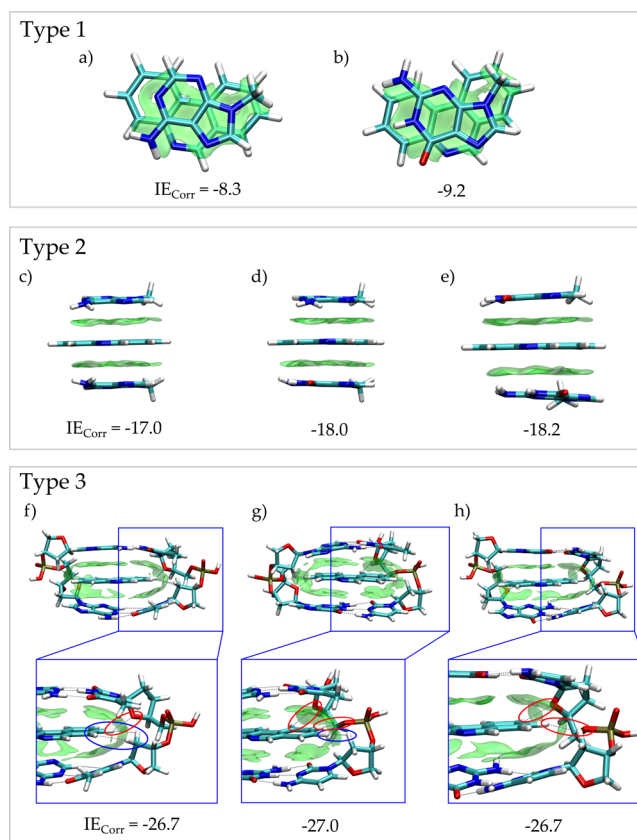 Type 1
a) b)
IECorr = -8.3 -9.2
Type 2
c) d) e)
IECorr = -17.0 -18.0 -18.2
Type 3
f) g) h)
IECorr = -26.7 -27.0 -26.7